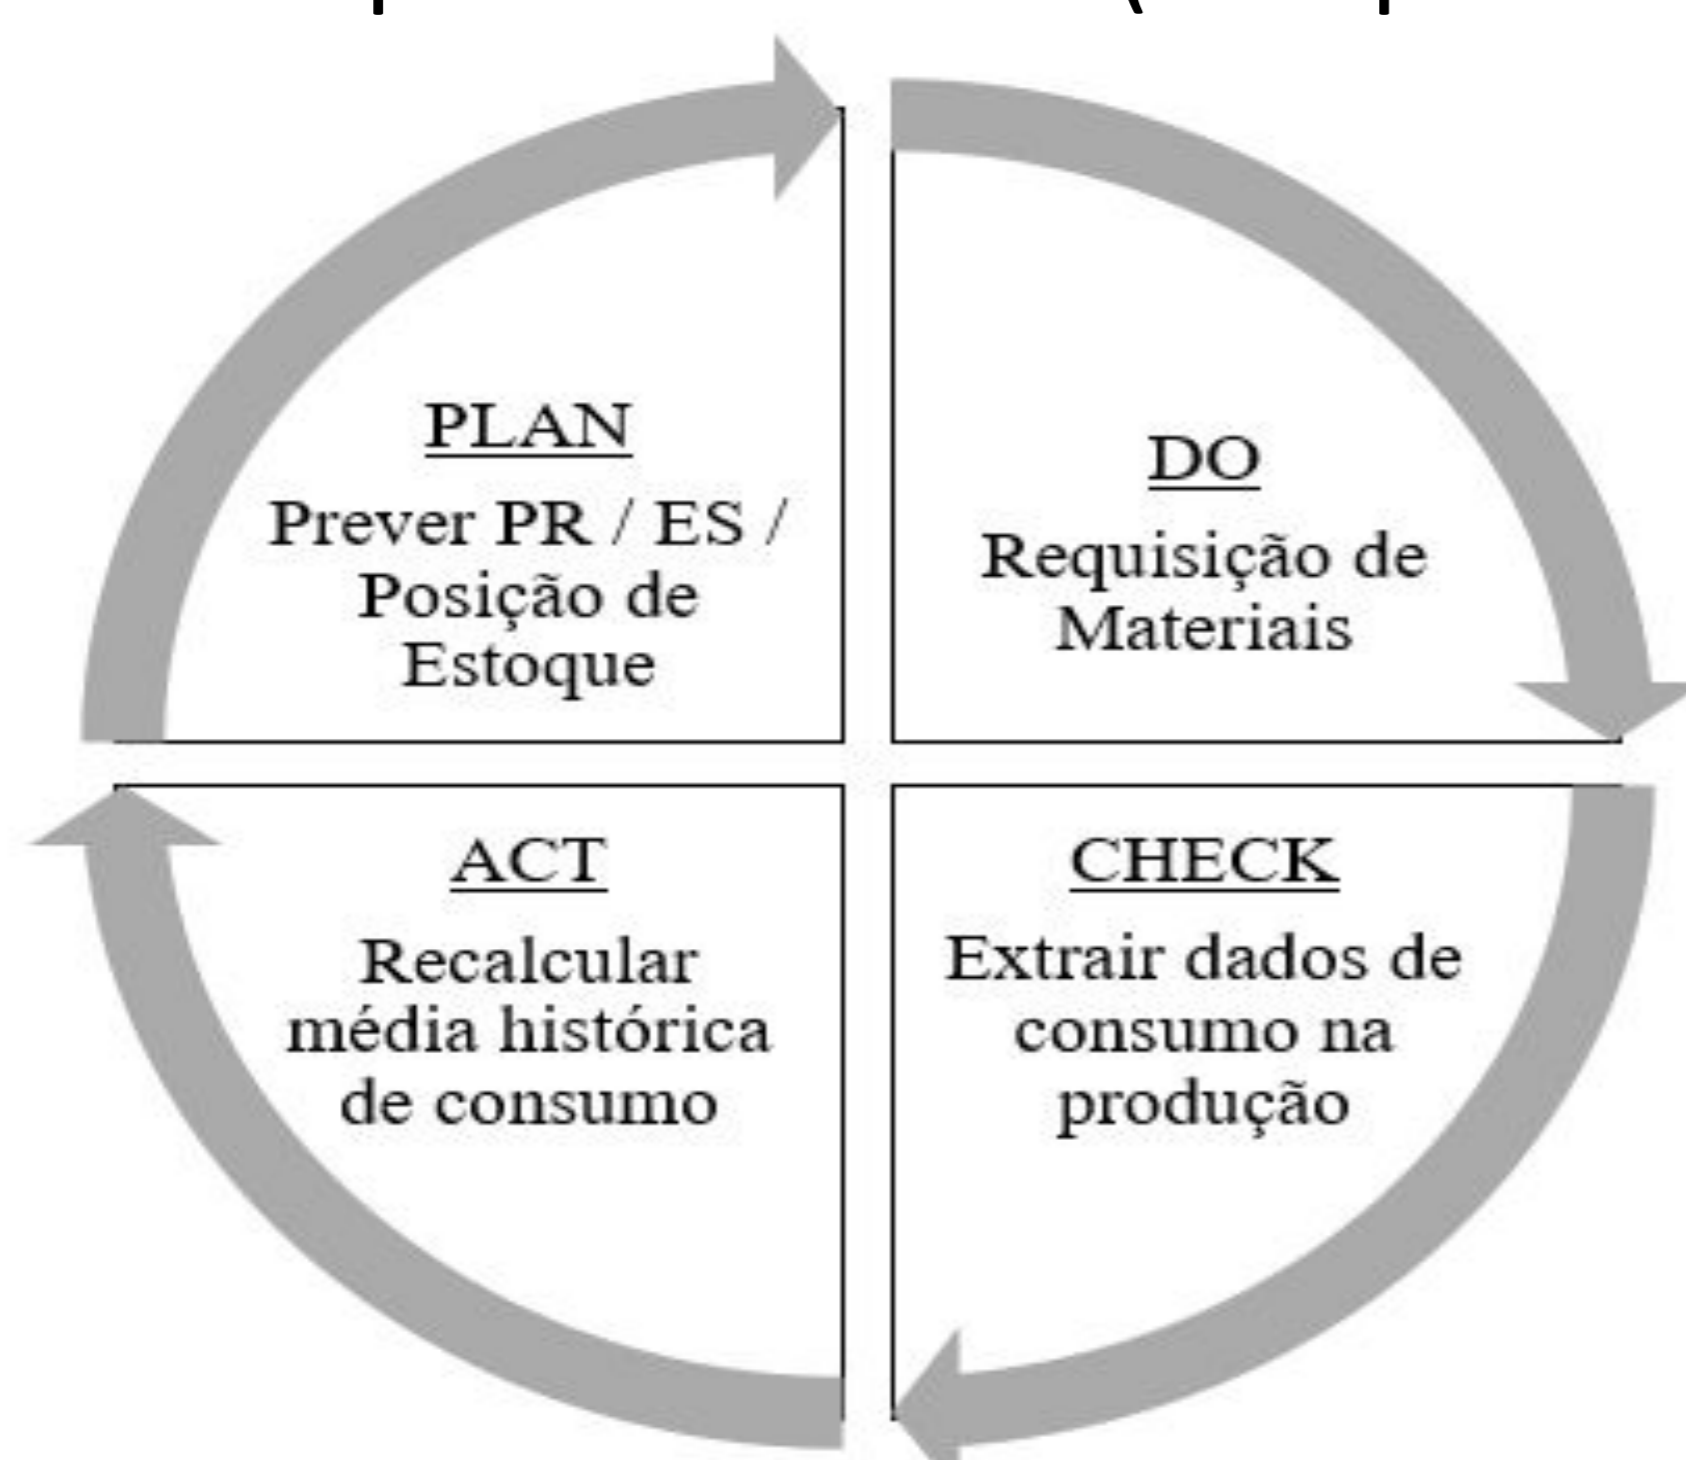 PLAN
Prever PR / ES /
Posição de
Estoque
DO
Requisição de
Materiais
ACT
Recalcular
média histórica
de consumo
CHECK
Extrair dados de
consumo na
produção